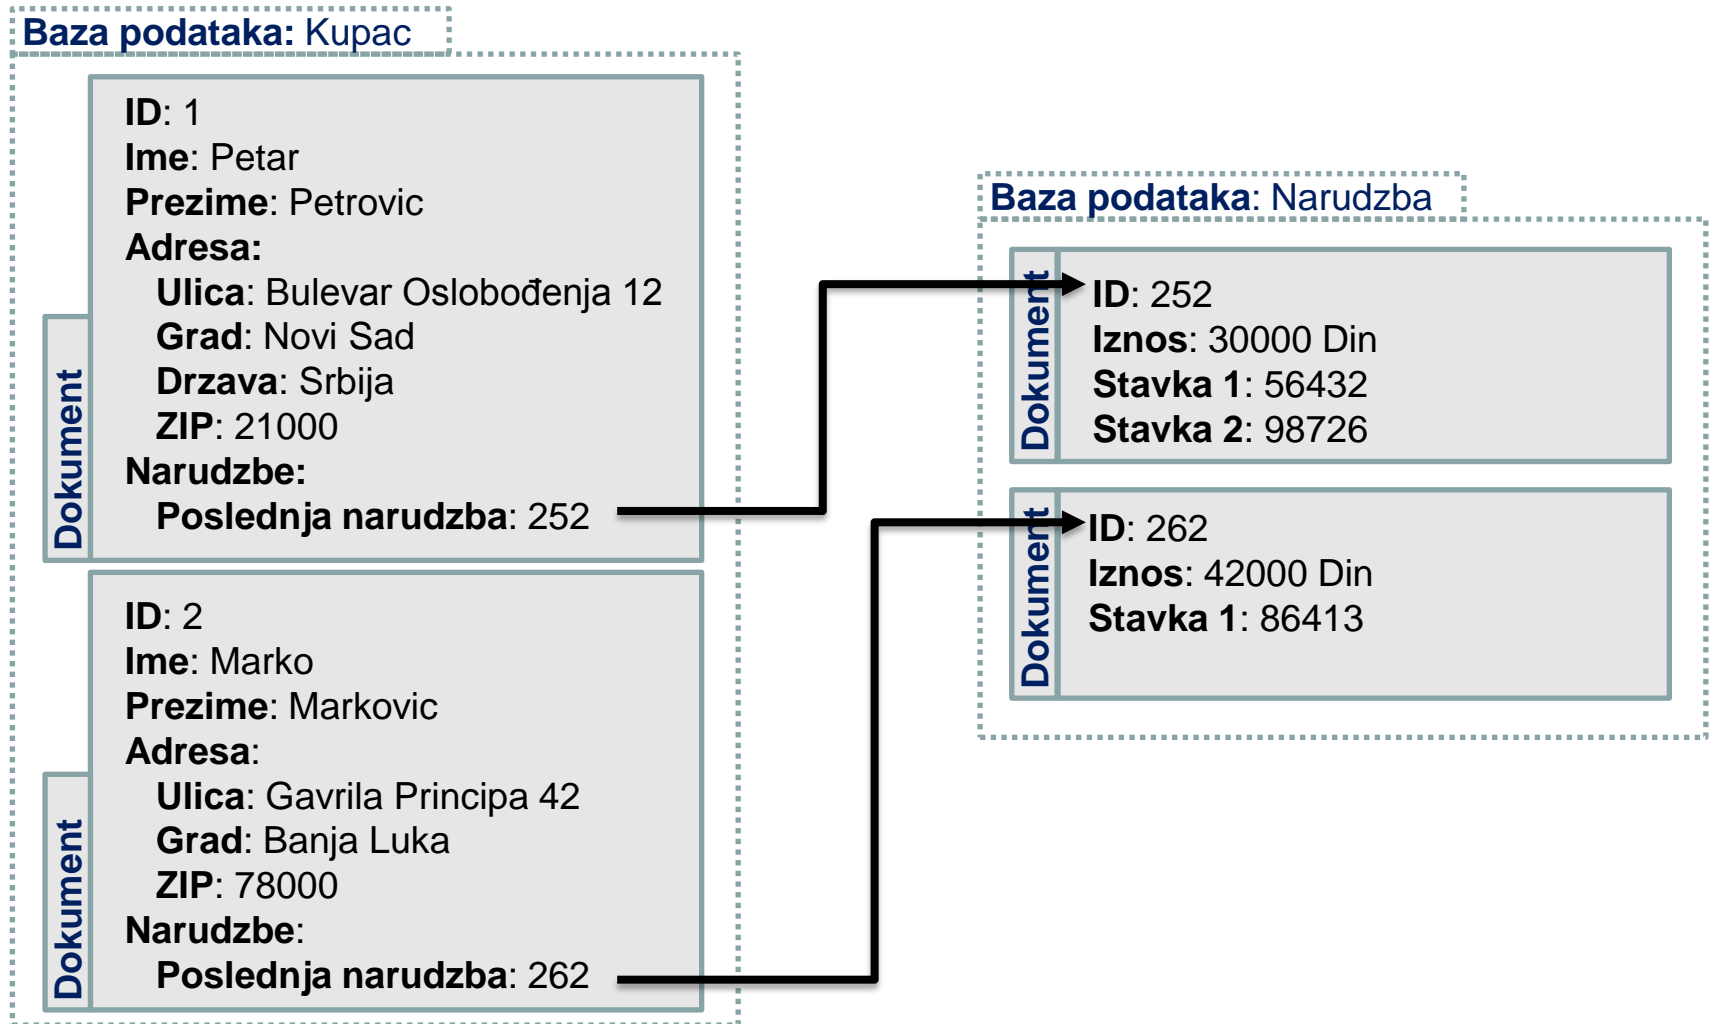 Baza podataka: Kupac
Dokument
ID: 1
Ime: Petar
Prezime: Petrovic
Adresa:
Ulica: Bulevar Oslobođenja 12
Grad: Novi Sad
Drzava: Srbija
ZIP: 21000
Narudzbe:
Poslednja narudzba: 252
Dokument
ID: 2
Ime: Marko
Prezime: Markovic
Adresa:
Ulica: Gavrila Principa 42
Grad: Banja Luka
ZIP: 78000
Narudzbe:
Poslednja narudzba: 262
Baza podataka: Narudzba
Dokument
ID: 252
Iznos: 30000 Din
Stavka 1: 56432
Stavka 2: 98726
Dokument
ID: 262
Iznos: 42000 Din
Stavka 1: 86413